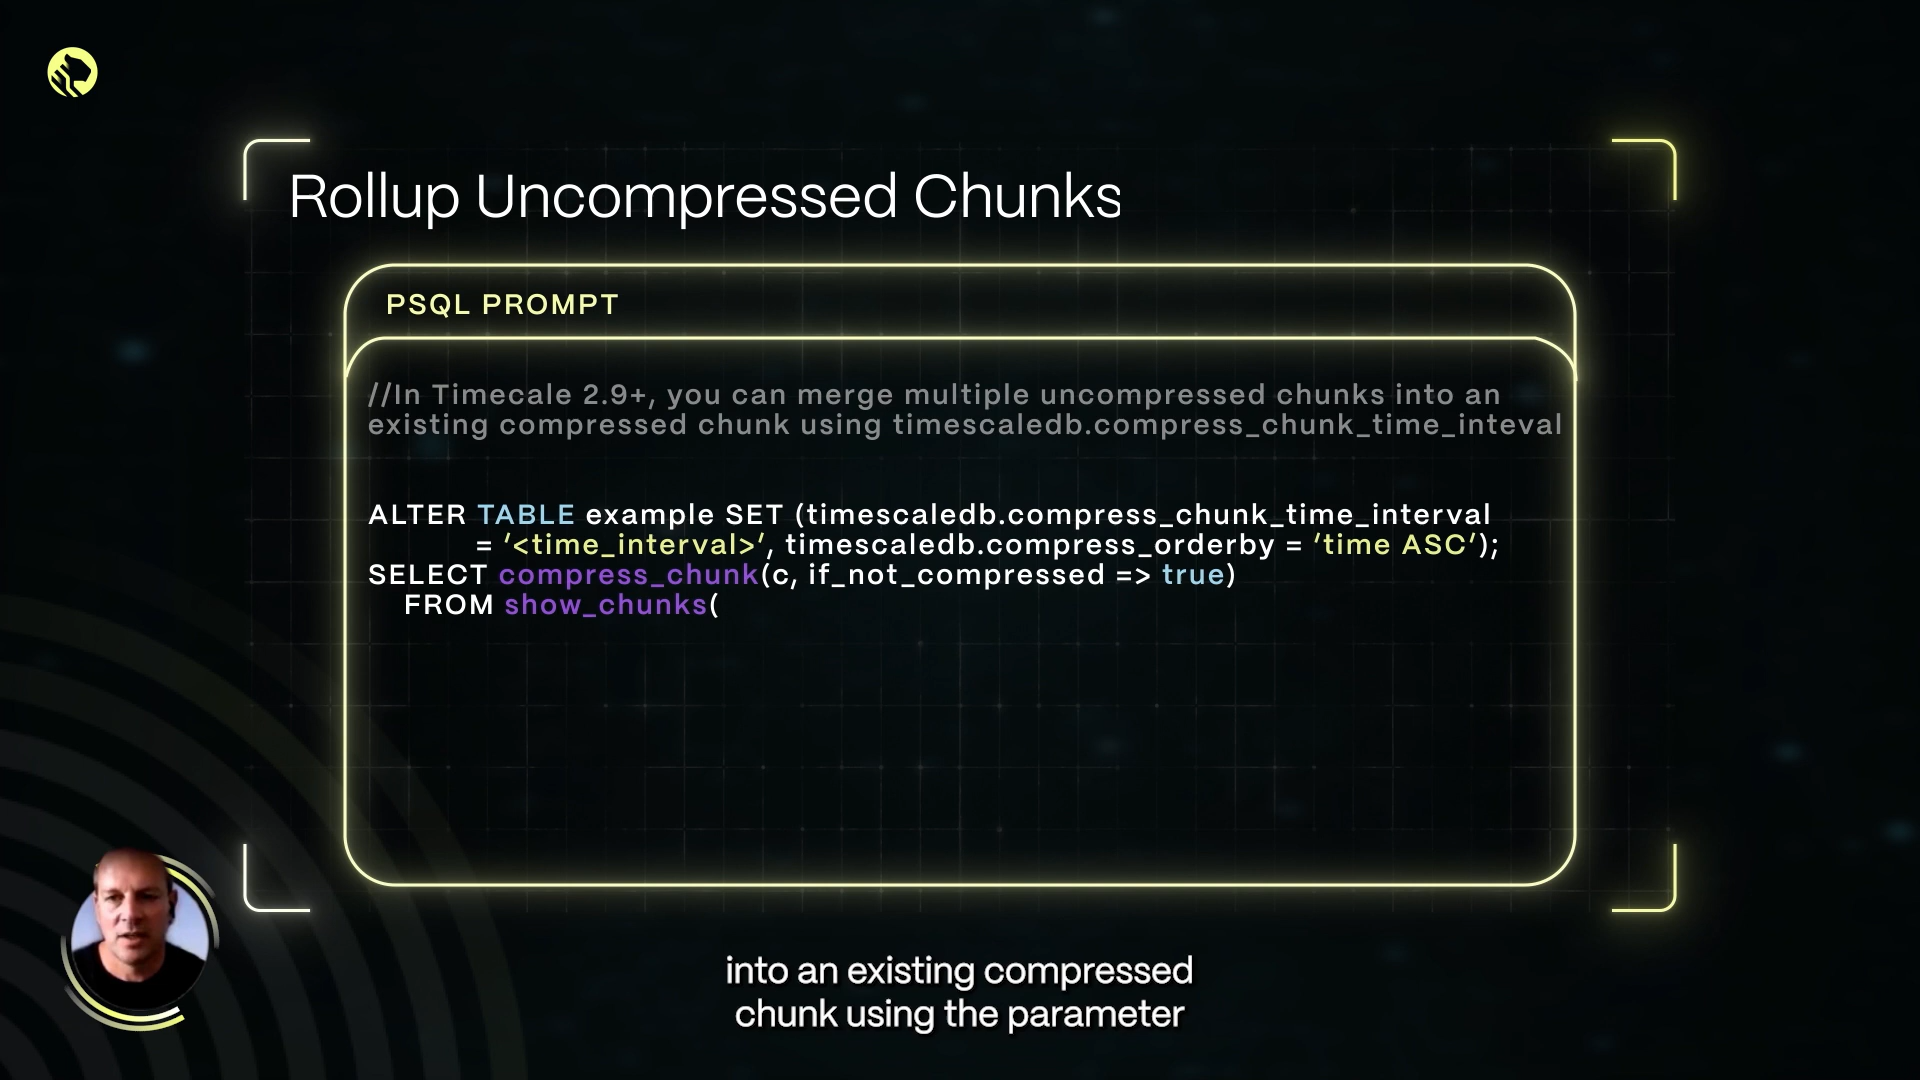 Rollup Uncompressed Chunks
PSQL PROMPT
//In Timecale 2.9+, you can merge multiple uncompressed chunks into an
existing compressed chunk using timescaledb.compress_chunk_time_inteval
ALTER TABLE example SET (timescaledb.compress_chunk_time_interval
= '<time_interval>', timescaledb.compress_orderby = 'time ASC');
SELECT compress_chunk(c, if_not_compressed => true)
FROM show_chunks(
into an existing compressed
chunk using the parameter